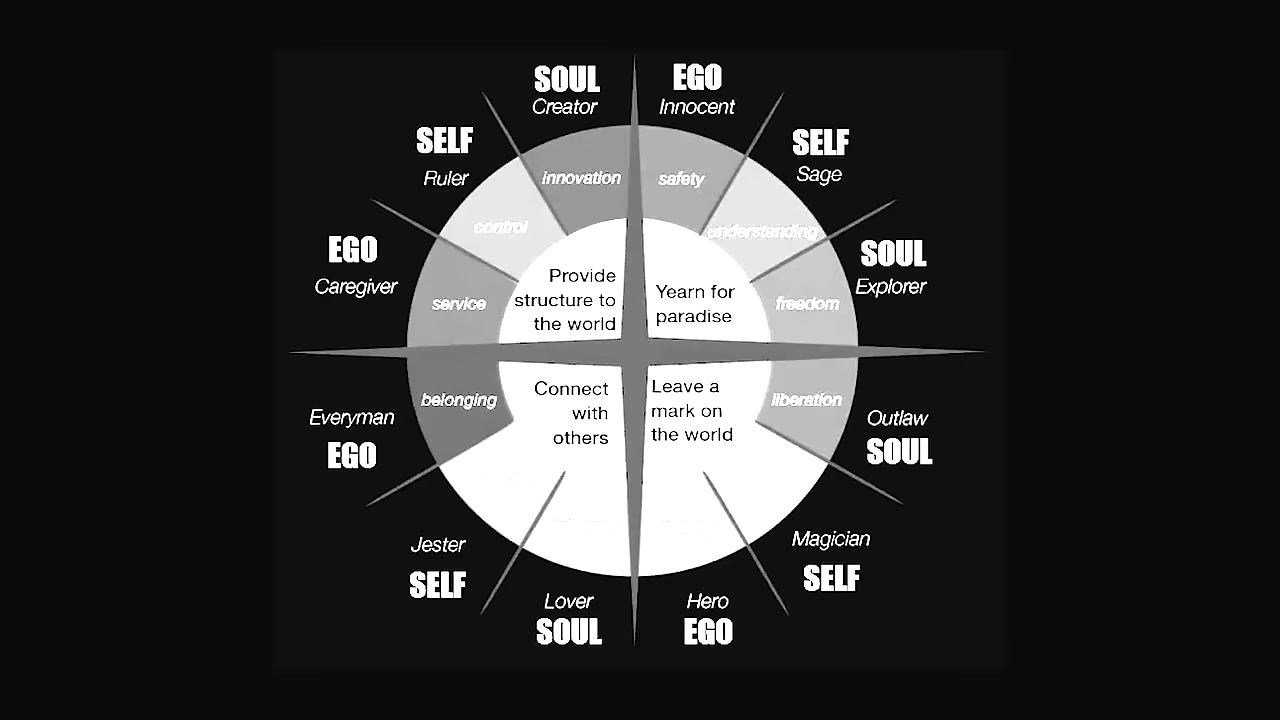 SOUL
Creator
EGO
Innocent
SELF
Ruler
SELF
Sage
innovation
safety
control
understanding
EGO
Caregiver
SOUL
Explorer
service
freedom
Provide
structure to
the world
Yearn for
paradise
Connect
with
others
Leave a
mark on
the world
belonging
liberation
Everyman
EGO
Outlaw
SOUL
Jester
SELF
Magician
SELF
Lover
SOUL
Hero
EGO